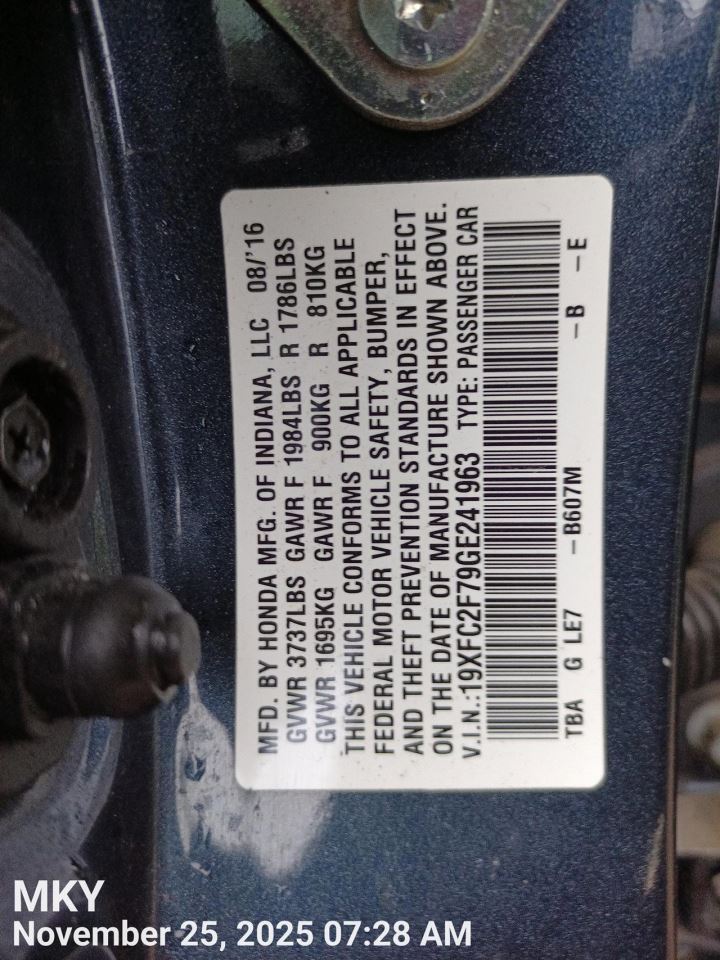 MFD. BY HONDA MFG. OF INDIANA, LLC 08/'16
GVWR 3737LBS GAWR F 1984LBS R 1786LBS
GVWR 1695KG GAWR F 900KG R 810KG
THIS VEHICLE CONFORMS TO ALL APPLICABLE
FEDERAL MOTOR VEHICLE SAFETY, BUMPER,
AND THEFT PREVENTION STANDARDS IN EFFECT
ON THE DATE OF MANUFACTURE SHOWN ABOVE.
V.I.N.:19XFC2F79GE241963 TYPE: PASSENGER CAR
TBA G LE7 – B607M – B – E
MKY
November 25, 2025 07:28 AM